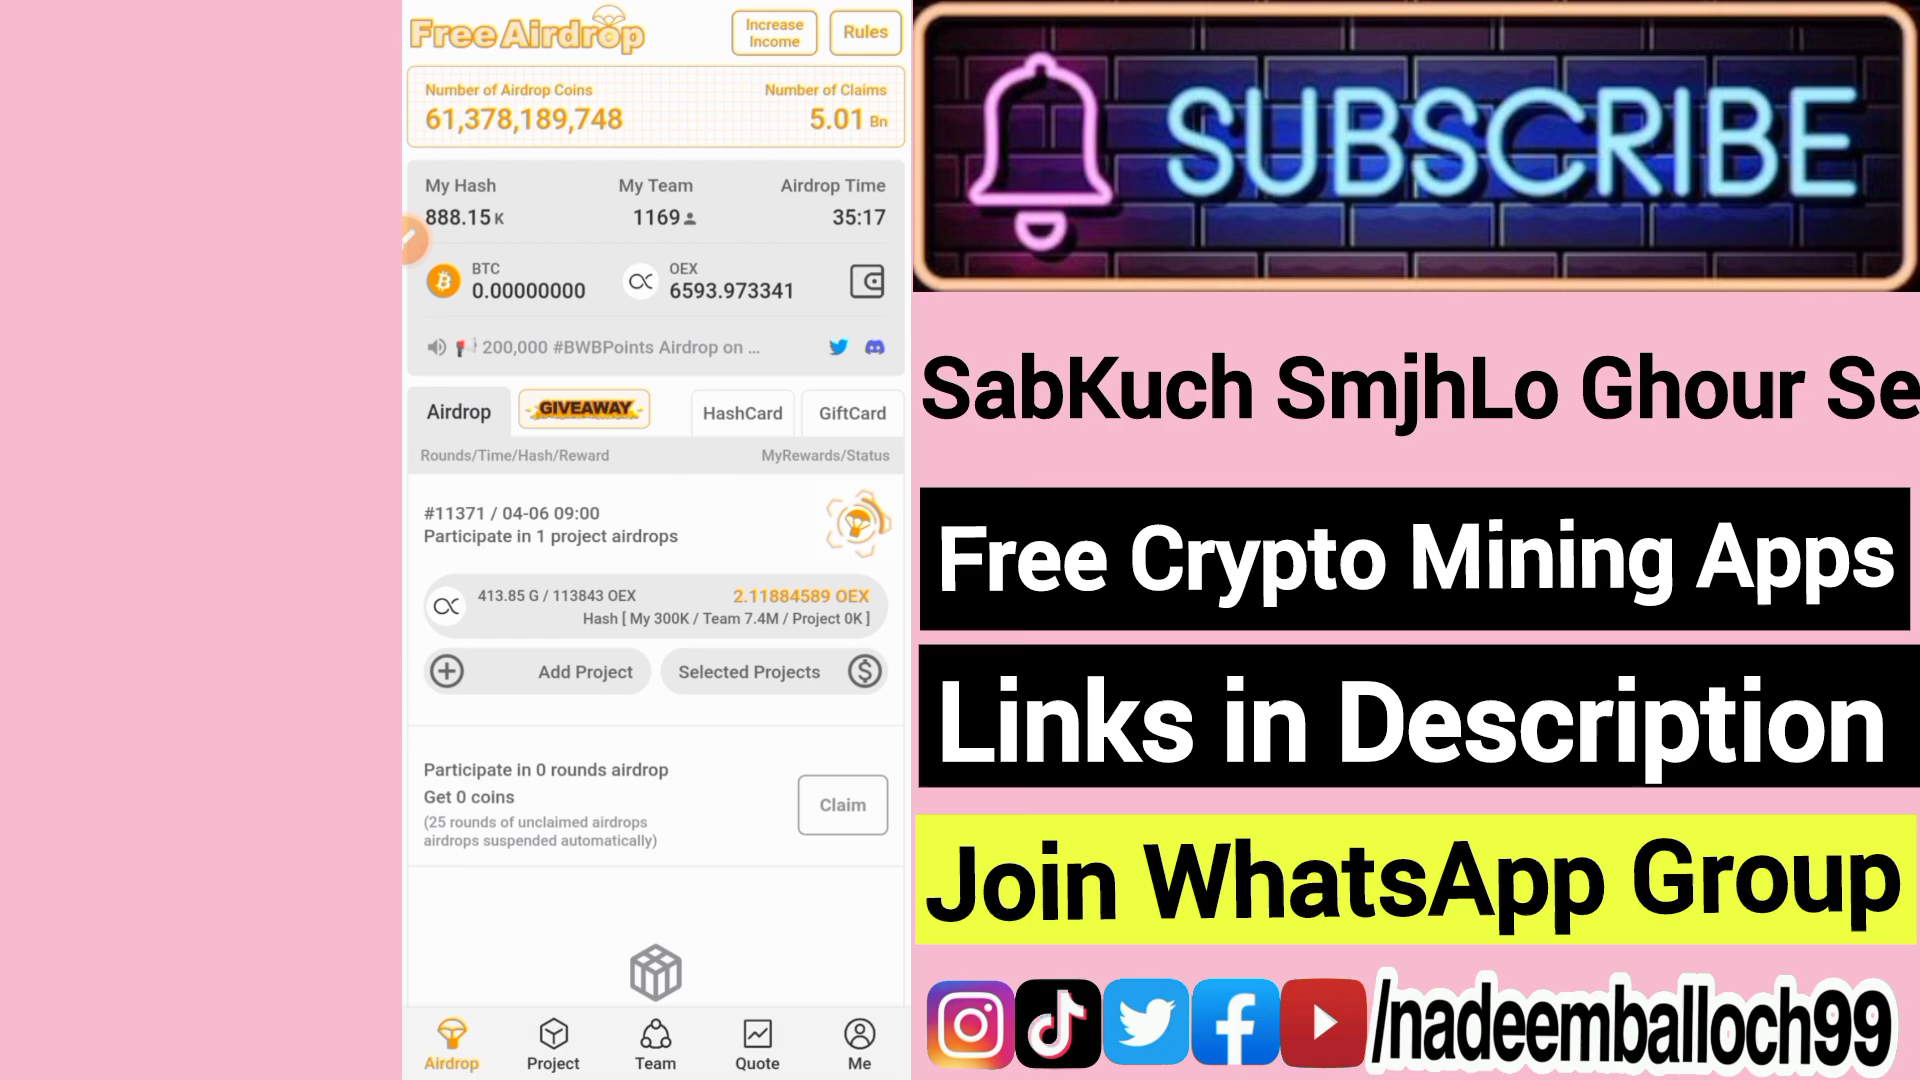 Free Airdrop
Increase
Income
Rules
Number of Airdrop Coins
Number of Claims
61,378,189,748
5.01 Bn
My Hash
My Team
Airdrop Time
888.15 K
1169
35:17
BTC
0.00000000
OEX
6593.973341
200,000 #BWBPoints Airdrop on ...
Airdrop
GIVEAWAY
HashCard
GiftCard
Rounds/Time/Hash/Reward
MyRewards/Status
#11371 / 04-06 09:00
Participate in 1 project airdrops
413.85 G / 113843 OEX
2.11884589 OEX
Hash [ My 300K / Team 7.4M / Project 0K ]
Add Project
Selected Projects
Participate in 0 rounds airdrop
Get 0 coins
(25 rounds of unclaimed airdrops
airdrops suspended automatically)
Claim
Airdrop
Project
Team
Quote
Me
SUBSCRIBE
SabKuch SmjhLo Ghour Se
Free Crypto Mining Apps
Links in Description
Join WhatsApp Group
/nadeemballoch99